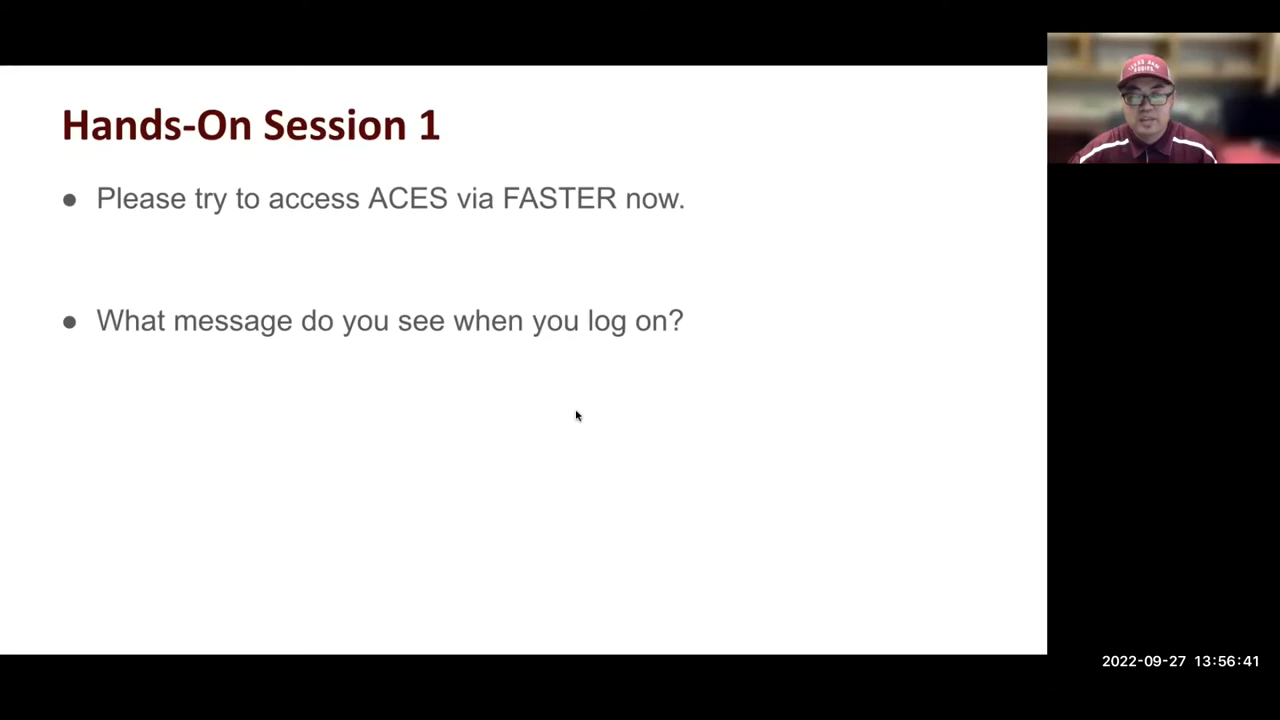 Hands-On Session 1
● Please try to access ACES via FASTER now.
● What message do you see when you log on?
TEXAS A&M
2022-09-27 13:56:41